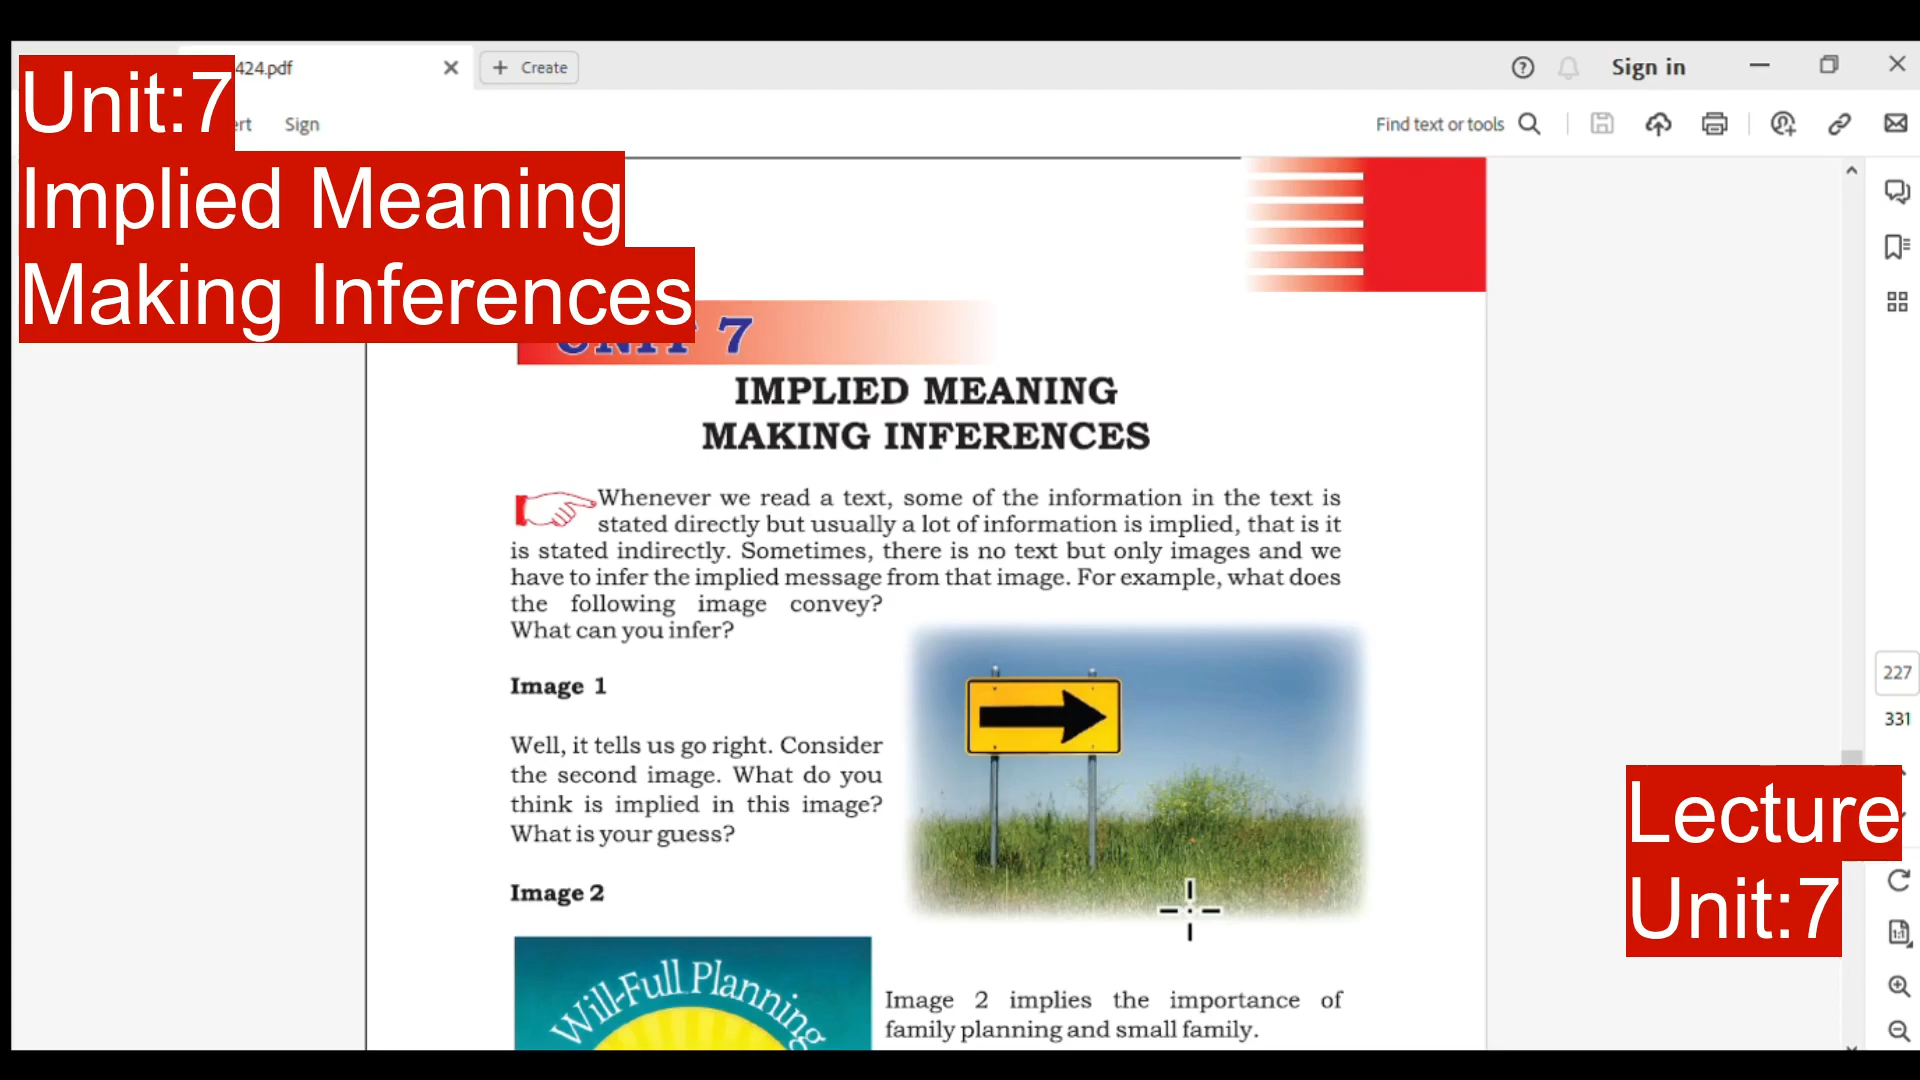 Unit:7
Implied Meaning
Making Inferences
424.pdf
Create
Sign in
ert
Sign
Find text or tools
UNIT 7
IMPLIED MEANING
MAKING INFERENCES
Whenever we read a text, some of the information in the text is
stated directly but usually a lot of information is implied, that is it
is stated indirectly. Sometimes, there is no text but only images and we
have to infer the implied message from that image. For example, what does
the following image convey?
What can you infer?
Image 1
Well, it tells us go right. Consider
the second image. What do you
think is implied in this image?
What is your guess?
Image 2
Will-Full Planning
Image 2 implies the importance of
family planning and small family.
227
331
Lecture
Unit:7
1:1